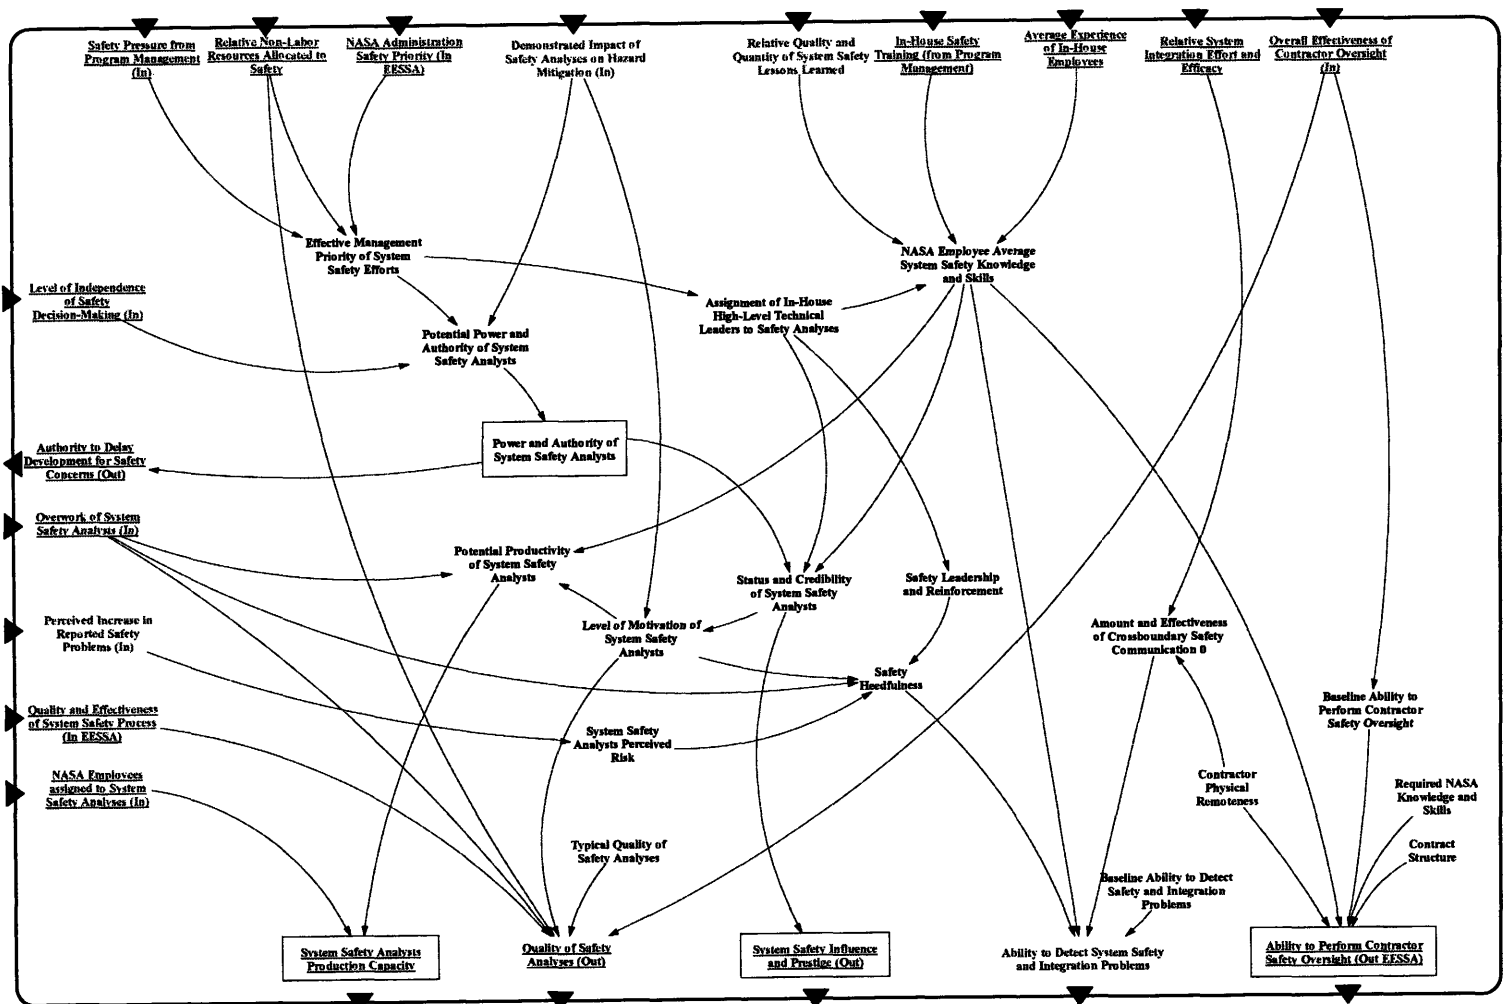 Safety Pressure from
Program Management
(In)
Relative Non-Labor
Resources Allocated to
Safety
NASA Administration
Safety Priority (In
EESSA)
Demonstrated Impact of
Safety Analyses on Hazard
Mitigation (In)
Relative Quality and
Quantity of System Safety
Lessons Learned
In-House Safety
Training (from Program
Management)
Average Experience
of In-House
Employees
Relative System
Integration Effort and
Efficacy
Overall Effectiveness of
Contractor Oversight
(In)
Effective Management
Priority of System
Safety Efforts
NASA Employee Average
System Safety Knowledge
and Skills
Level of Independence
of Safety
Decision-Making (In)
Assignment of In-House
High-Level Technical
Leaders to Safety Analyses
Potential Power and
Authority of System
Safety Analysts
Power and Authority of
System Safety Analysts
Authority to Delay
Development for Safety
Concerns (Out)
Overwork of System
Safety Analysts (In)
Potential Productivity
of System Safety
Analysts
Status and Credibility
of System Safety
Analysts
Safety Leadership
and Reinforcement
Perceived Increase in
Reported Safety
Problems (In)
Level of Motivation of
System Safety
Analysts
Amount and Effectiveness
of Crossboundary Safety
Communication 0
Safety
Heedfulness
Baseline Ability to
Perform Contractor
Safety Oversight
Quality and Effectiveness
of System Safety Process
(In EESSA)
System Safety
Analysts Perceived
Risk
NASA Employees
assigned to System
Safety Analyses (In)
Contractor
Physical
Remoteness
Required NASA
Knowledge and
Skills
Contract
Structure
Typical Quality of
Safety Analyses
Baseline Ability to Detect
Safety and Integration
Problems
System Safety Analysts
Production Capacity
Quality of Safety
Analyses (Out)
System Safety Influence
and Prestige (Out)
Ability to Detect System Safety
and Integration Problems
Ability to Perform Contractor
Safety Oversight (Out EESSA)